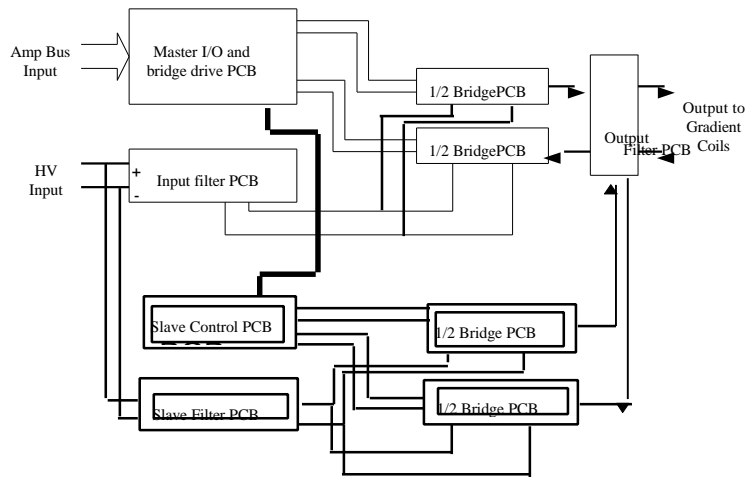 Amp Bus
Input
Master I/O and
bridge drive PCB
1/2 BridgePCB
1/2 BridgePCB
Output
Filter PCB
Output to
Gradient
Coils
HV
Input
+
-
Input filter PCB
Slave Control PCB
1/2 Bridge PCB
Slave Filter PCB
1/2 Bridge PCB